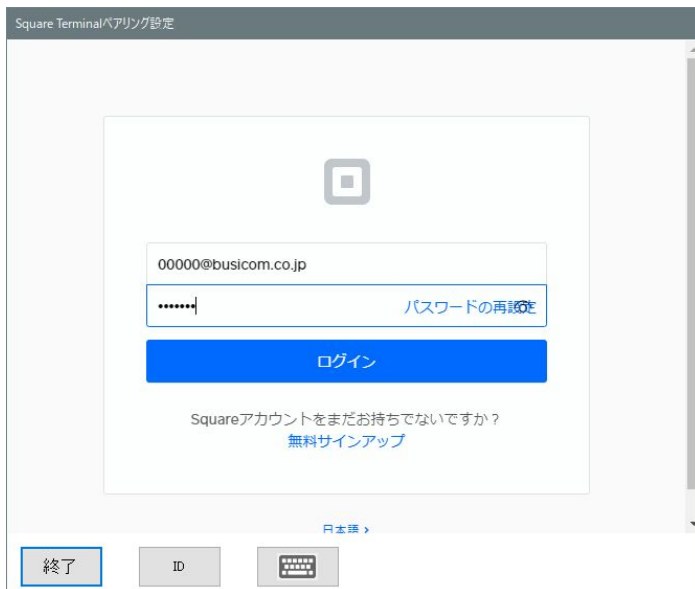 Square Terminalペアリング設定
00000@busicom.co.jp
•••••••
パスワードの再設定
ログイン
Squareアカウントをまだお持ちでないですか？
無料サインアップ
日本語 ›
終了
ID